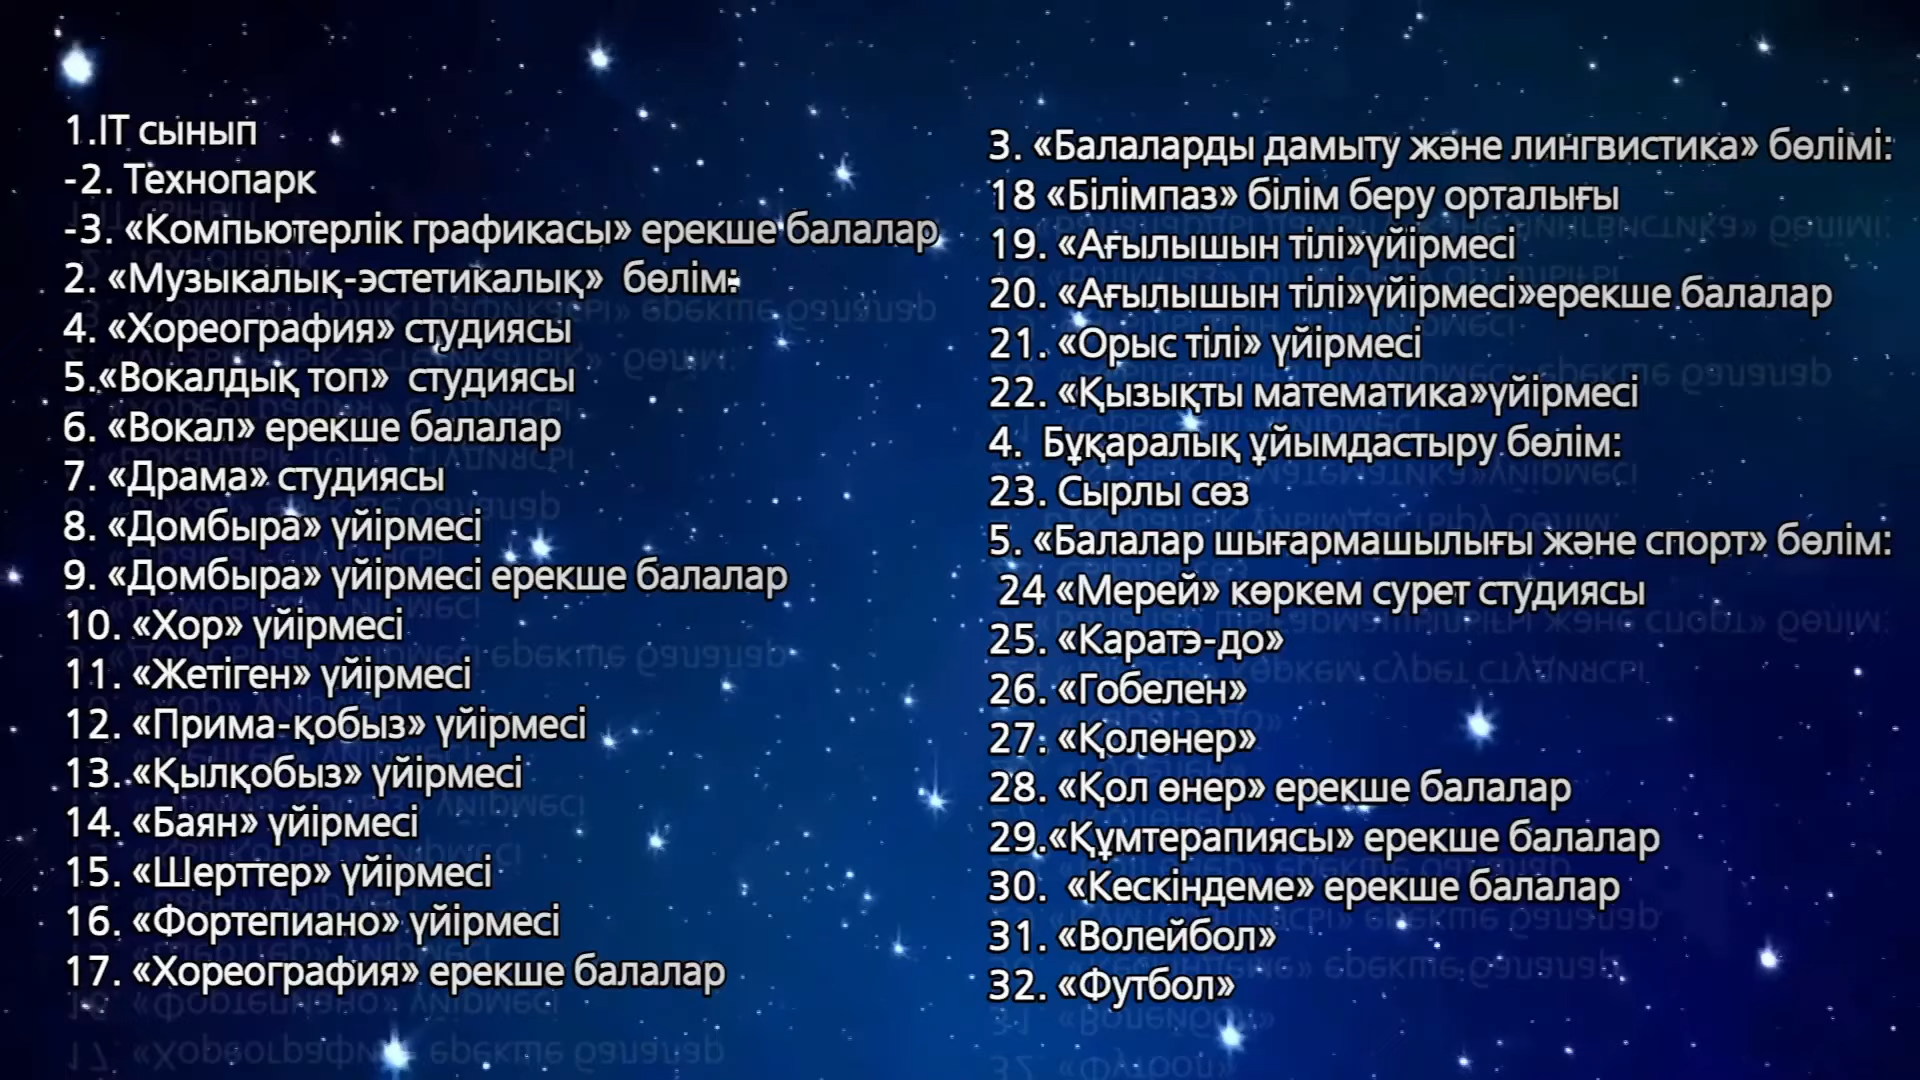 1.IT сынып
-2. Технопарк
-3. «Компьютерлік графикасы» ерекше балалар
2. «Музыкалық-эстетикалық» бөлім:
4. «Хореография» студиясы
5.«Вокалдық топ» студиясы
6. «Вокал» ерекше балалар
7. «Драма» студиясы
8. «Домбыра» үйірмесі
9. «Домбыра» үйірмесі ерекше балалар
10. «Хор» үйірмесі
11. «Жетіген» үйірмесі
12. «Прима-қобыз» үйірмесі
13. «Қылқобыз» үйірмесі
14. «Баян» үйірмесі
15. «Шерттер» үйірмесі
16. «Фортепиано» үйірмесі
17. «Хореография» ерекше балалар
3. «Балаларды дамыту және лингвистика» бөлімі:
18 «Білімпаз» білім беру орталығы
19. «Ағылышын тілі»үйірмесі
20. «Ағылышын тілі»үйірмесі»ерекше балалар
21. «Орыс тілі» үйірмесі
22. «Қызықты математика»үйірмесі
4. Бұқаралық ұйымдастыру бөлім:
23. Сырлы сөз
5. «Балалар шығармашылығы және спорт» бөлім:
24 «Мерей» көркем сурет студиясы
25. «Каратэ-до»
26. «Гобелен»
27. «Қолөнер»
28. «Қол өнер» ерекше балалар
29.«Құмтерапиясы» ерекше балалар
30. «Кескіндеме» ерекше балалар
31. «Волейбол»
32. «Футбол»